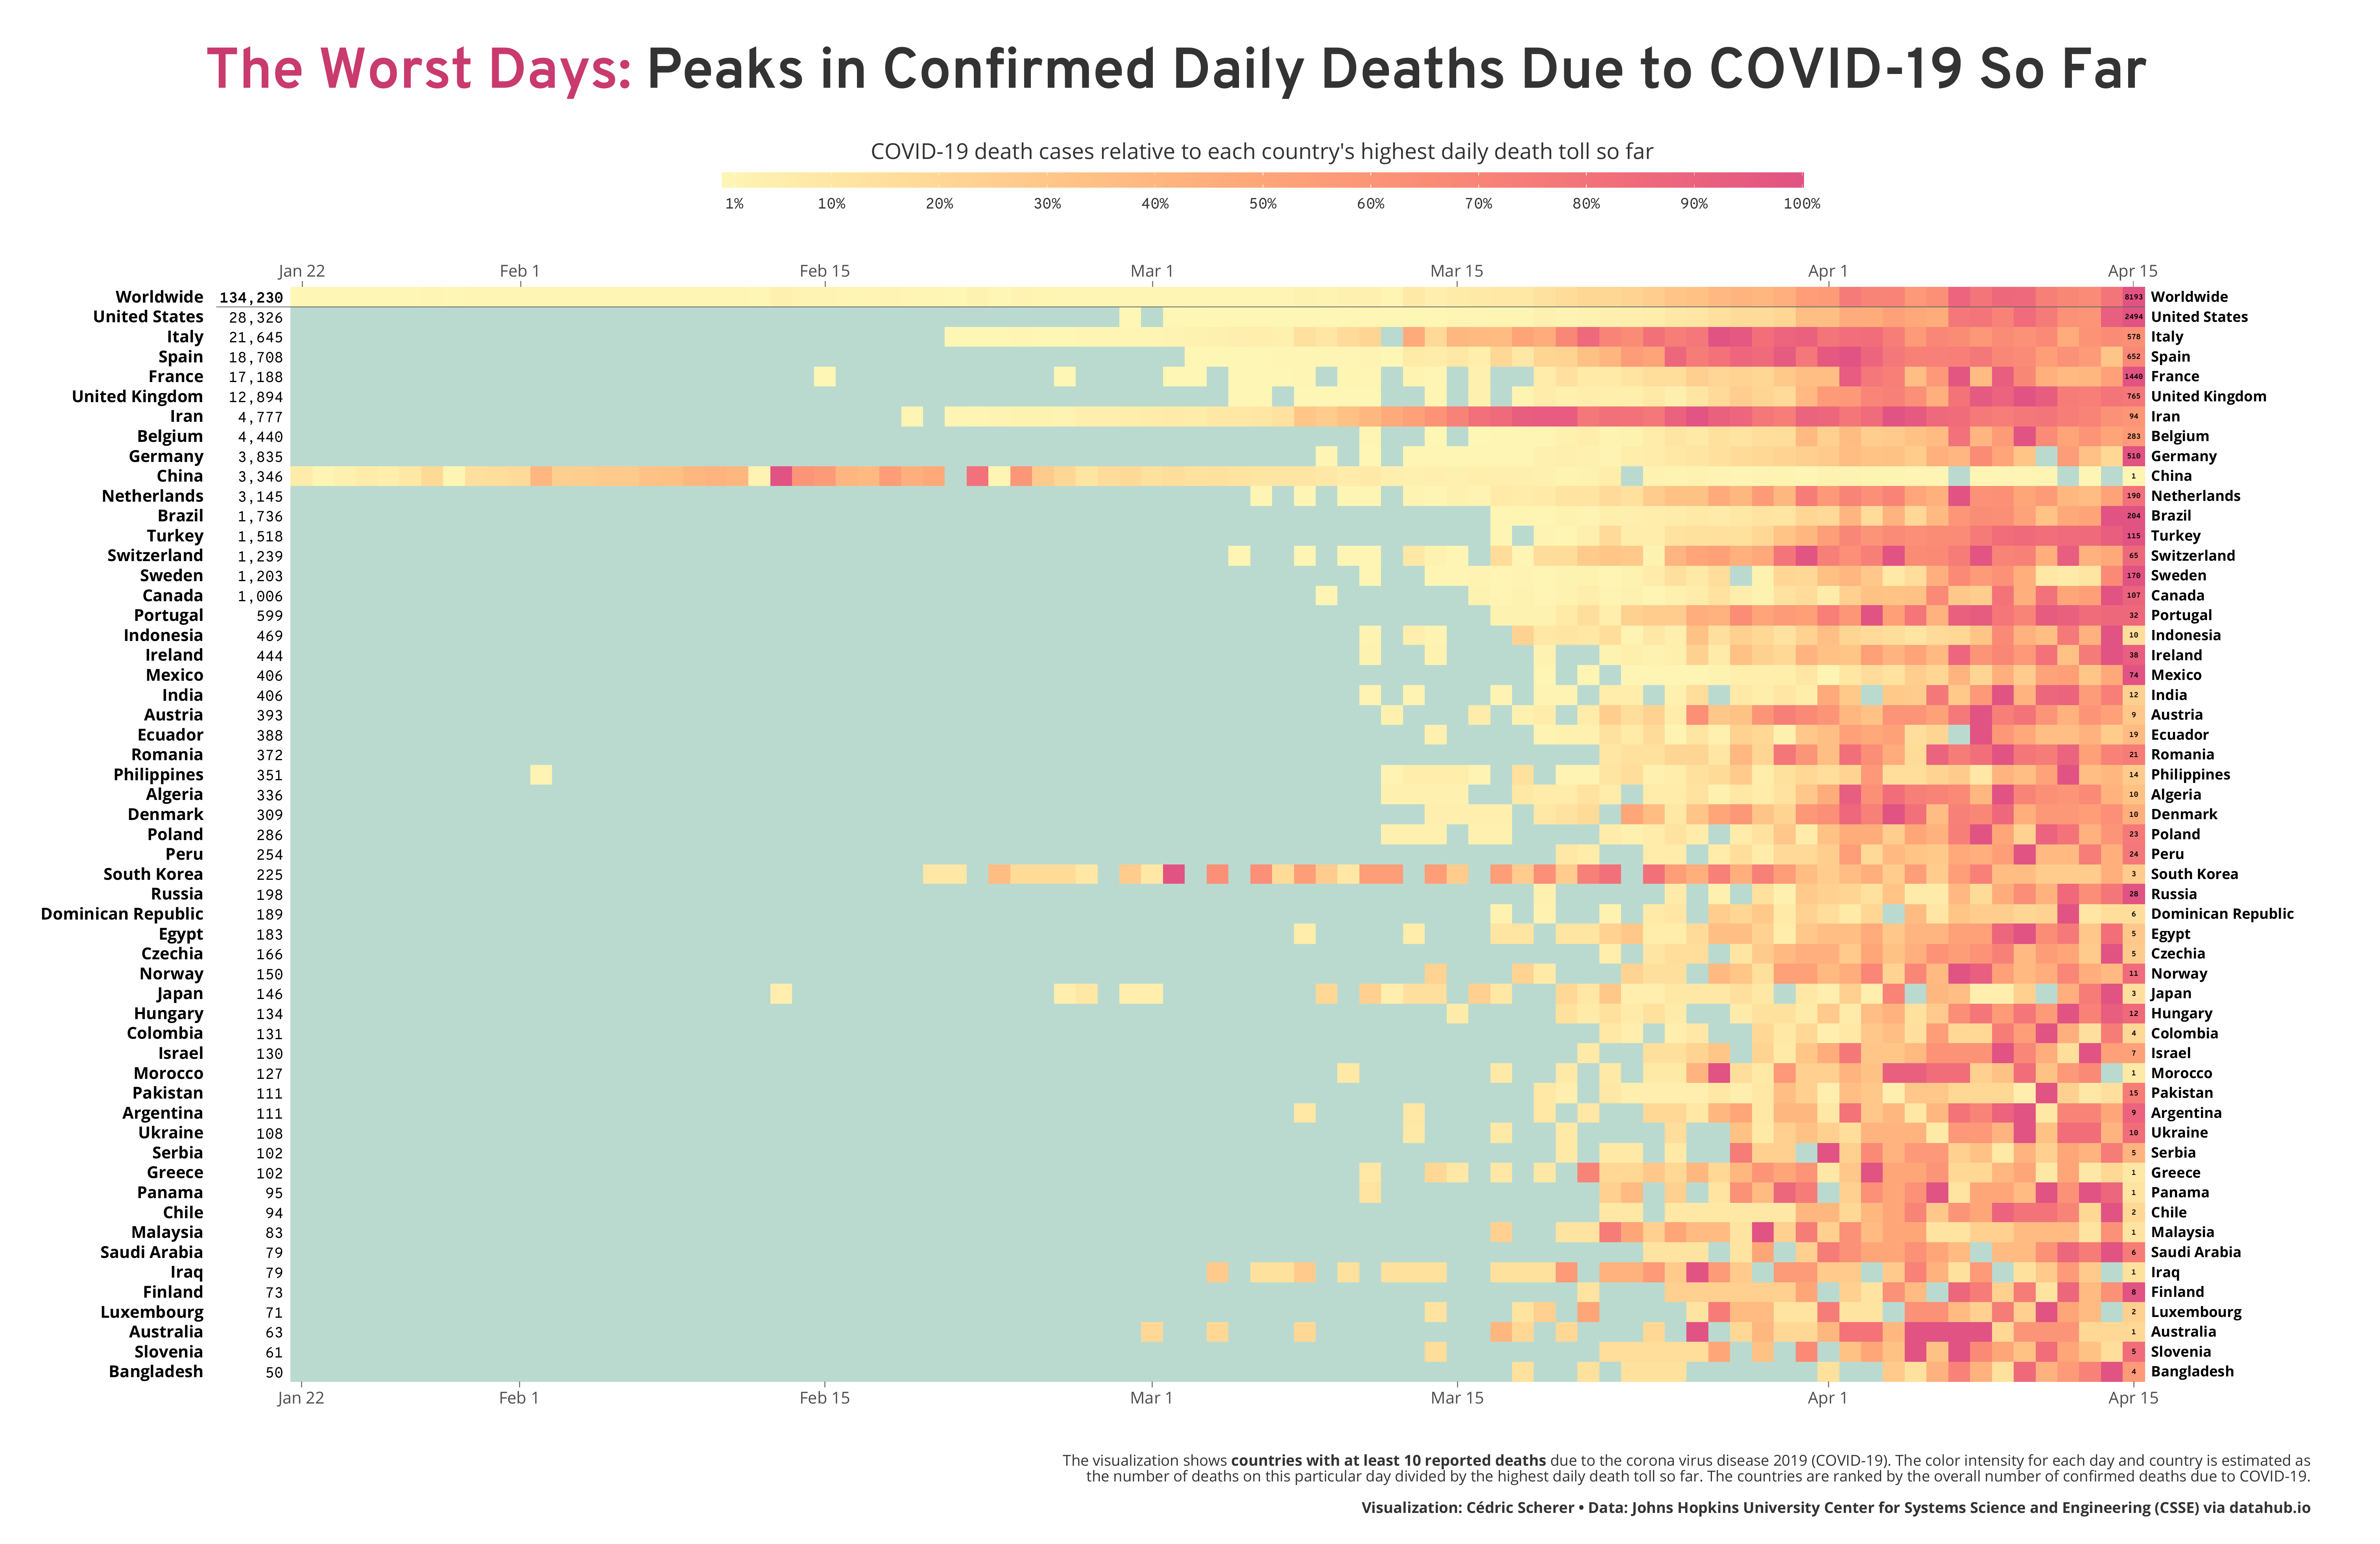 The Worst Days: Peaks in Confirmed Daily Deaths Due to COVID-19 So Far
COVID-19 death cases relative to each country's highest daily death toll so far
1% 10% 20% 30% 40% 50% 60% 70% 80% 90% 100%
Jan 22 Feb 1 Feb 15 Mar 1 Mar 15 Apr 1 Apr 15
Worldwide 134,230 8193 Worldwide
United States 28,326 2494 United States
Italy 21,645 578 Italy
Spain 18,708 652 Spain
France 17,188 1440 France
United Kingdom 12,894 765 United Kingdom
Iran 4,777 94 Iran
Belgium 4,440 283 Belgium
Germany 3,835 510 Germany
China 3,346 1 China
Netherlands 3,145 190 Netherlands
Brazil 1,736 204 Brazil
Turkey 1,518 115 Turkey
Switzerland 1,239 65 Switzerland
Sweden 1,203 170 Sweden
Canada 1,006 107 Canada
Portugal 599 32 Portugal
Indonesia 469 10 Indonesia
Ireland 444 38 Ireland
Mexico 406 74 Mexico
India 406 12 India
Austria 393 9 Austria
Ecuador 388 19 Ecuador
Romania 372 21 Romania
Philippines 351 14 Philippines
Algeria 336 10 Algeria
Denmark 309 10 Denmark
Poland 286 23 Poland
Peru 254 24 Peru
South Korea 225 3 South Korea
Russia 198 28 Russia
Dominican Republic 189 6 Dominican Republic
Egypt 183 5 Egypt
Czechia 166 5 Czechia
Norway 150 11 Norway
Japan 146 3 Japan
Hungary 134 12 Hungary
Colombia 131 4 Colombia
Israel 130 7 Israel
Morocco 127 1 Morocco
Pakistan 111 15 Pakistan
Argentina 111 9 Argentina
Ukraine 108 10 Ukraine
Serbia 102 5 Serbia
Greece 102 1 Greece
Panama 95 1 Panama
Chile 94 2 Chile
Malaysia 83 1 Malaysia
Saudi Arabia 79 6 Saudi Arabia
Iraq 79 1 Iraq
Finland 73 8 Finland
Luxembourg 71 2 Luxembourg
Australia 63 1 Australia
Slovenia 61 5 Slovenia
Bangladesh 50 4 Bangladesh
Jan 22 Feb 1 Feb 15 Mar 1 Mar 15 Apr 1 Apr 15
The visualization shows countries with at least 10 reported deaths due to the corona virus disease 2019 (COVID-19). The color intensity for each day and country is estimated as
the number of deaths on this particular day divided by the highest daily death toll so far. The countries are ranked by the overall number of confirmed deaths due to COVID-19.
Visualization: Cédric Scherer • Data: Johns Hopkins University Center for Systems Science and Engineering (CSSE) via datahub.io